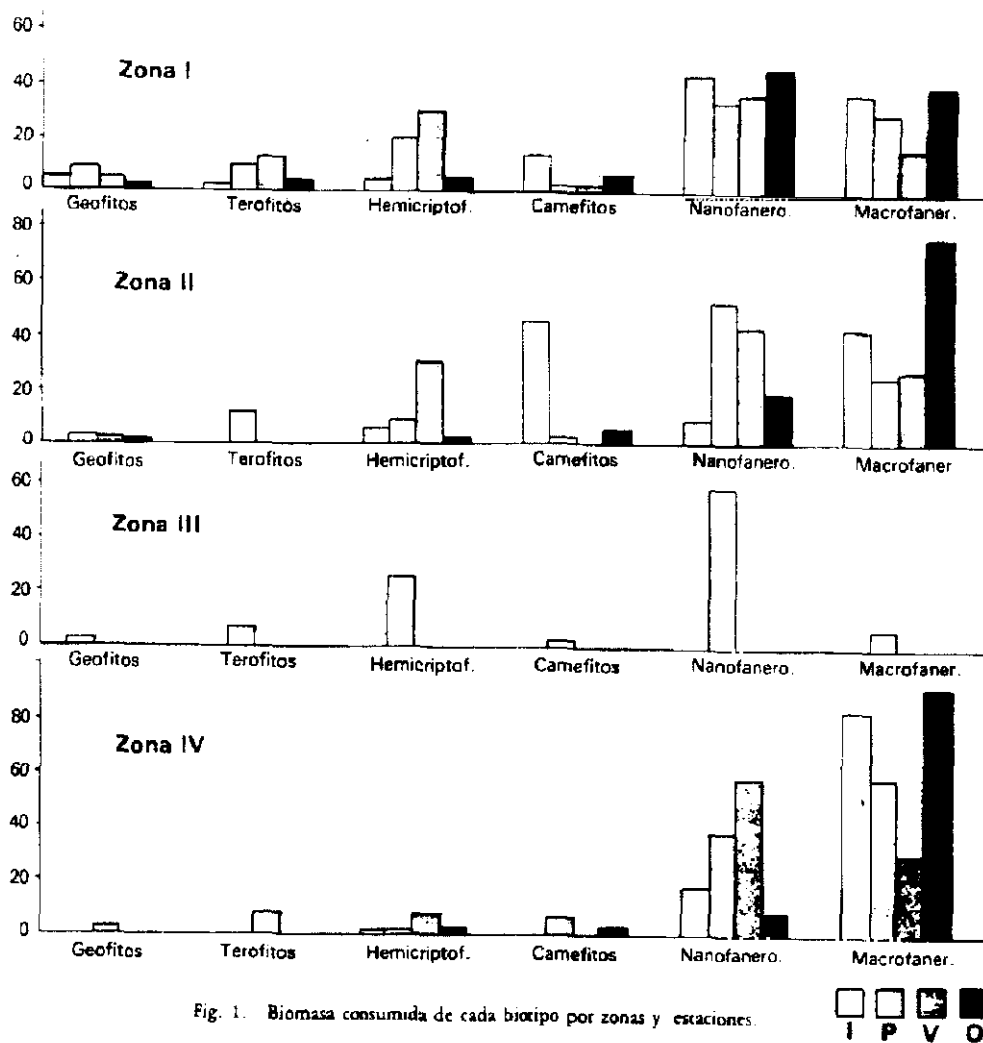 60
Zona I
40
20
0
Geofitos Terofitos Hemicriptof. Camefitos Nanofanero. Macrofaner.
80
Zona II
60
40
20
0
Geofitos Terofitos Hemicriptof. Camefitos Nanofanero. Macrofaner
60
Zona III
40
20
0
Geofitos Terofitos Hemicriptof. Camefitos Nanofanero. Macrofaner.
80
Zona IV
60
40
20
0
Geofitos Terofitos Hemicriptof. Camefitos Nanofanero. Macrofaner.
Fig. 1. Biomasa consumida de cada biotipo por zonas y estaciones.
I P V O